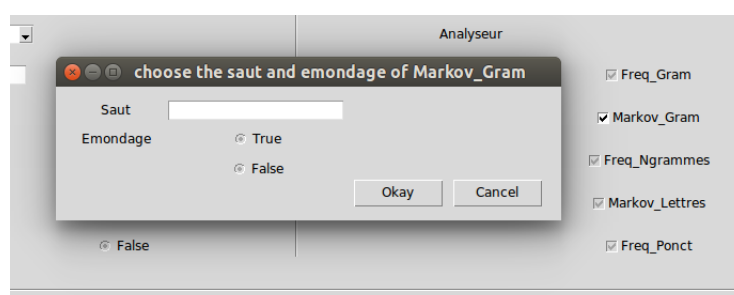 Analyseur
choose the saut and emondage of Markov_Gram
Saut
Emondage
True
False
Okay
Cancel
False
Freq_Gram
Markov_Gram
Freq_Ngrammes
Markov_Lettres
Freq_Ponct